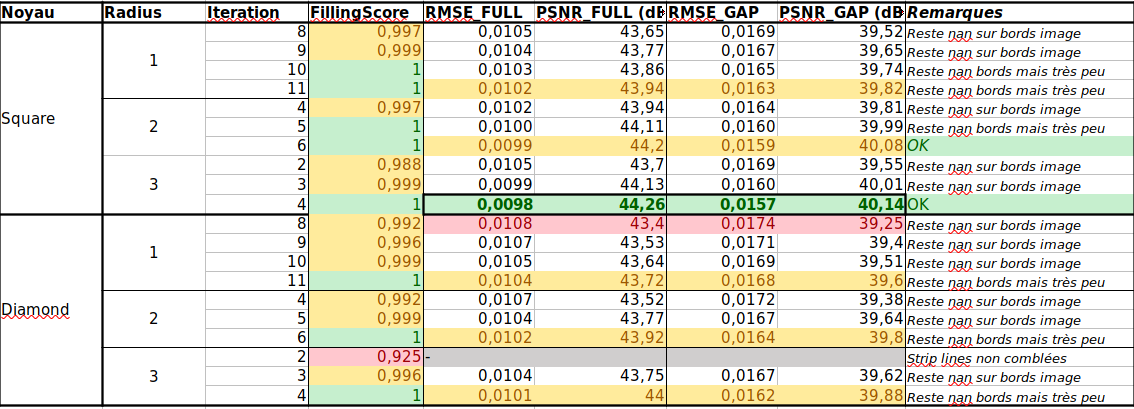 Noyau Radius Iteration FillingScore RMSE_FULL PSNR_FULL (dB RMSE_GAP PSNR_GAP (dB Remarques
Square 1 8 0,997 0,0105 43,65 0,0169 39,52 Reste nan sur bords image
9 0,999 0,0104 43,77 0,0167 39,65 Reste nan sur bords image
10 1 0,0103 43,86 0,0165 39,74 Reste nan bords mais très peu
11 1 0,0102 43,94 0,0163 39,82 Reste nan bords mais très peu
2 4 0,997 0,0102 43,94 0,0164 39,81 Reste nan sur bords image
5 1 0,0100 44,11 0,0160 39,99 Reste nan bords mais très peu
6 1 0,0099 44,2 0,0159 40,08 OK
3 2 0,988 0,0105 43,7 0,0169 39,55 Reste nan sur bords image
3 0,999 0,0099 44,13 0,0160 40,01 Reste nan sur bords image
4 1 0,0098 44,26 0,0157 40,14 OK
Diamond 1 8 0,992 0,0108 43,4 0,0174 39,25 Reste nan sur bords image
9 0,996 0,0107 43,53 0,0171 39,4 Reste nan sur bords image
10 0,999 0,0105 43,64 0,0169 39,51 Reste nan sur bords image
11 1 0,0104 43,72 0,0168 39,6 Reste nan bords mais très peu
2 4 0,992 0,0107 43,52 0,0172 39,38 Reste nan sur bords image
5 0,999 0,0104 43,77 0,0167 39,64 Reste nan sur bords image
6 1 0,0102 43,92 0,0164 39,8 Reste nan bords mais très peu
3 2 0,925 - Strip lines non comblées
3 0,996 0,0104 43,75 0,0167 39,62 Reste nan sur bords image
4 1 0,0101 44 0,0162 39,88 Reste nan bords mais très peu